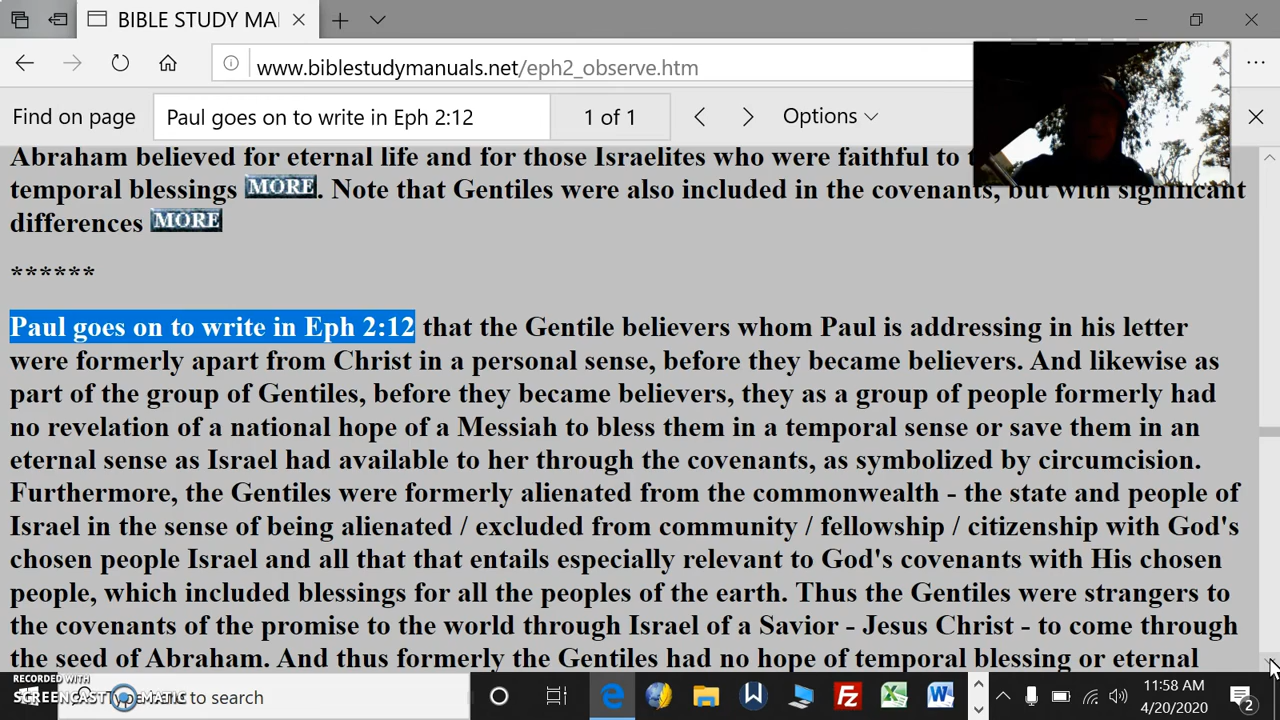 BIBLE STUDY MA
www.biblestudymanuals.net/eph2_observe.htm
Find on page Paul goes on to write in Eph 2:12 1 of 1 Options
Abraham believed for eternal life and for those Israelites who were faithful to
temporal blessings MORE. Note that Gentiles were also included in the covenants, but with significant
differences MORE
******
Paul goes on to write in Eph 2:12 that the Gentile believers whom Paul is addressing in his letter
were formerly apart from Christ in a personal sense, before they became believers. And likewise as
part of the group of Gentiles, before they became believers, they as a group of people formerly had
no revelation of a national hope of a Messiah to bless them in a temporal sense or save them in an
eternal sense as Israel had available to her through the covenants, as symbolized by circumcision.
Furthermore, the Gentiles were formerly alienated from the commonwealth - the state and people of
Israel in the sense of being alienated / excluded from community / fellowship / citizenship with God's
chosen people Israel and all that that entails especially relevant to God's covenants with His chosen
people, which included blessings for all the peoples of the earth. Thus the Gentiles were strangers to
the covenants of the promise to the world through Israel of a Savior - Jesus Christ - to come through
the seed of Abraham. And thus formerly the Gentiles had no hope of temporal blessing or eternal
RECORDED WITH
SCREENCAST MATIC
Type here to search
11:58 AM
4/20/2020
2